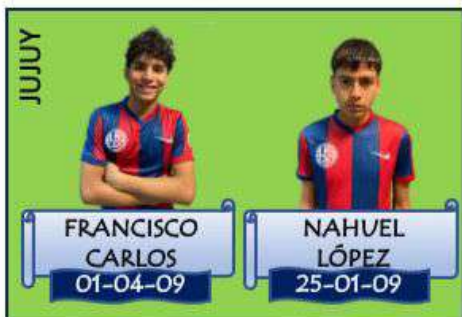 JUJUY
FRANCISCO
CARLOS
01-04-09
NAHUEL
LÓPEZ
25-01-09